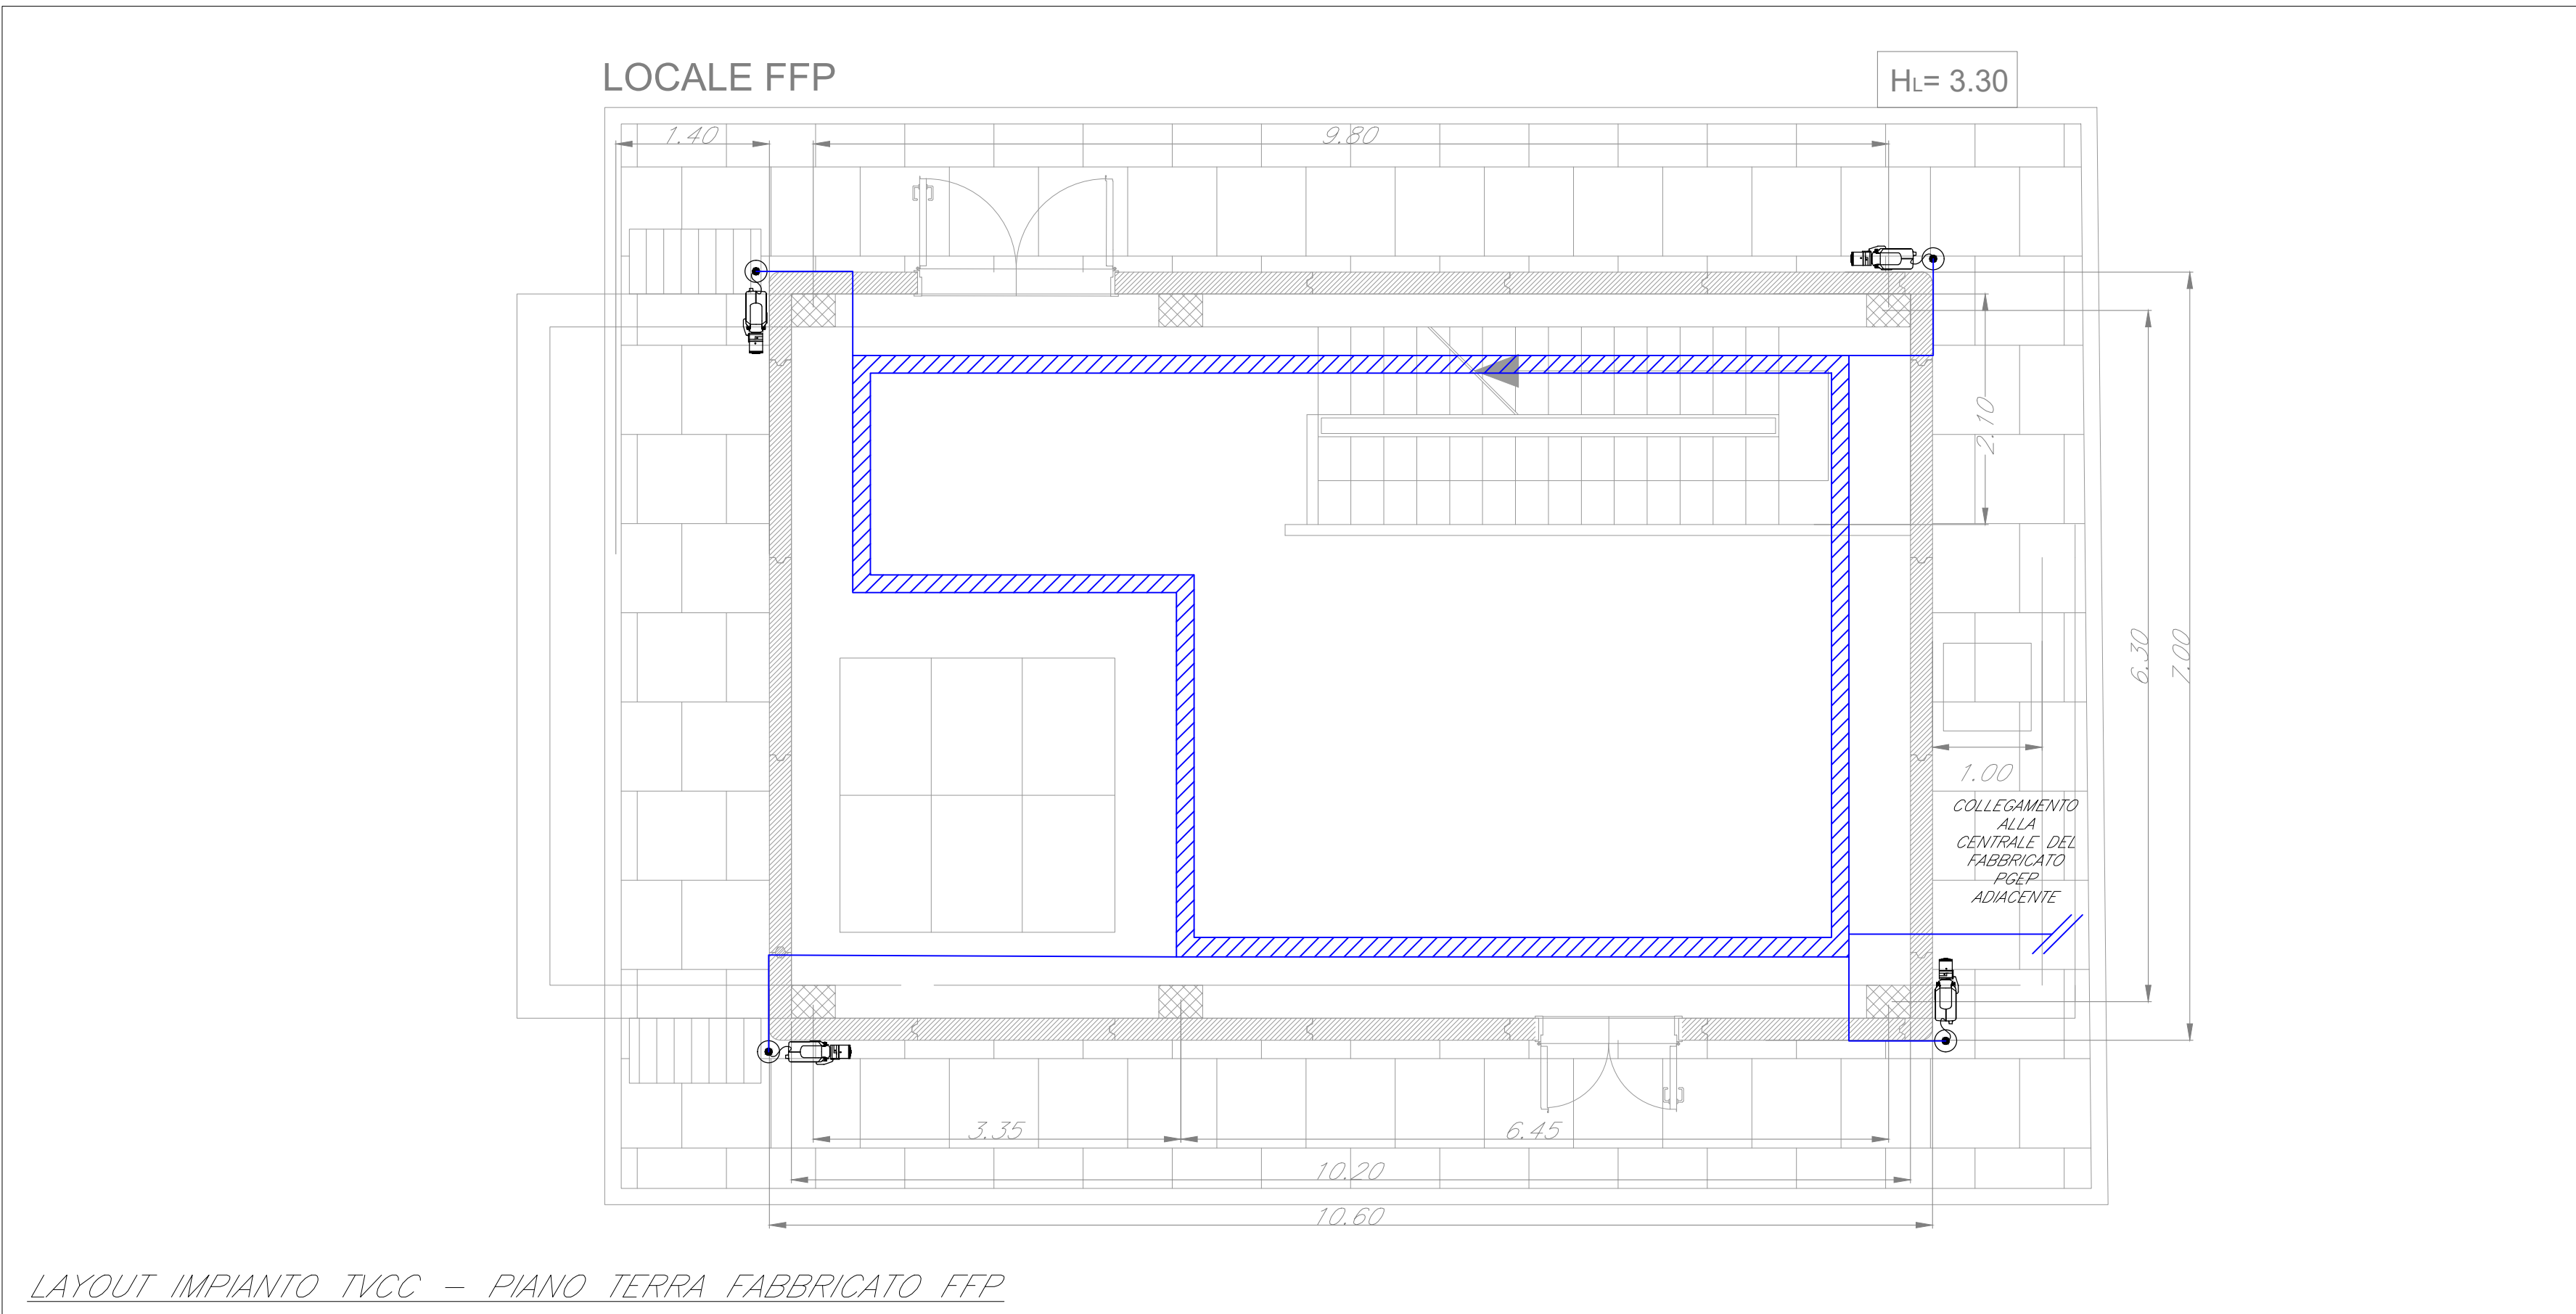 LOCALE FFP
HL= 3.30
1.40
9.80
2.10
6.30
7.00
1.00
COLLEGAMENTO
ALLA
CENTRALE DEL
FABBRICATO
PGEP
ADIACENTE
3.35
6.45
10.20
10.60
LAYOUT IMPIANTO TVCC – PIANO TERRA FABBRICATO FFP